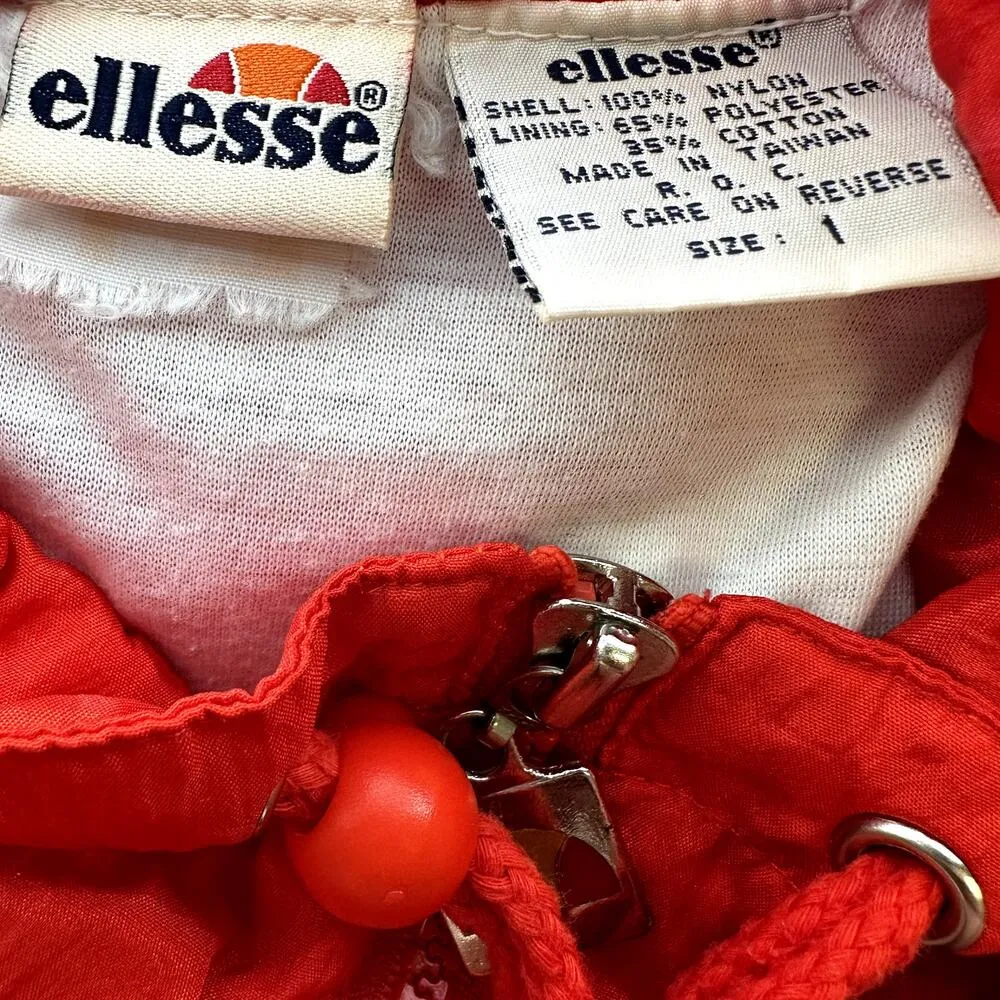 ellesse®
ellesse®
SHELL: 100% NYLON
LINING: 65% POLYESTER
35% COTTON
MADE IN TAIWAN
R. O. C.
SEE CARE ON REVERSE
SIZE: 1